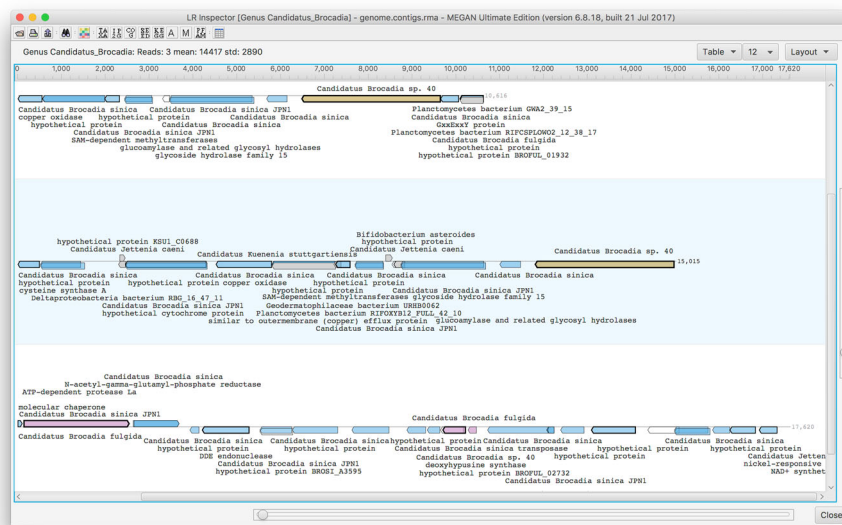 LR Inspector [Genus Candidatus_Brocadia] - genome.contigs.rma - MEGAN Ultimate Edition (version 6.8.18, built 21 Jul 2017)
Genus Candidatus_Brocadia: Reads: 3 mean: 14417 std: 2890
Table 12 Layout
0 1,000 2,000 3,000 4,000 5,000 6,000 7,000 8,000 9,000 10,000 11,000 12,000 13,000 14,000 15,000 16,000 17,000 17,620
Candidatus Brocadia sp. 40
10,616
Candidatus Brocadia sinica Candidatus Brocadia sinica JPN1 Planctomycetes bacterium GWA2_39_15
copper oxidase hypothetical protein Candidatus Brocadia sinica Candidatus Brocadia sinica
hypothetical protein Candidatus Brocadia sinica GxxExxY protein
Candidatus Brocadia sinica JPN1 Planctomycetes bacterium RIFCSPLOWO2_12_38_17
SAM-dependent methyltransferases Candidatus Brocadia fulgida
glucoamylase and related glycosyl hydrolases hypothetical protein
glycoside hydrolase family 15 hypothetical protein BROFUL_01932
Bifidobacterium asteroides
hypothetical protein KSU1_C0688 hypothetical protein
Candidatus Jettenia caeni Candidatus Jettenia caeni
Candidatus Kuenenia stuttgartiensis Candidatus Brocadia sp. 40
15,015
Candidatus Brocadia sinica Candidatus Brocadia sinica Candidatus Brocadia sinica Candidatus Brocadia sinica
hypothetical protein hypothetical protein copper oxidase hypothetical protein
cysteine synthase A hypothetical protein Candidatus Brocadia sinica JPN1
Deltaproteobacteria bacterium RBG_16_47_11 SAM-dependent methyltransferases glycoside hydrolase family 15
Candidatus Brocadia sinica JPN1 Geodermatophilaceae bacterium URHB0062
hypothetical cytochrome protein Planctomycetes bacterium RIFOXYB12_FULL_42_10
similar to outermembrane (copper) efflux protein glucoamylase and related glycosyl hydrolases
Candidatus Brocadia sinica JPN1
Candidatus Brocadia sinica
N-acetyl-gamma-glutamyl-phosphate reductase
ATP-dependent protease La
molecular chaperone
Candidatus Brocadia sinica JPN1 Candidatus Brocadia fulgida
17,620
Candidatus Brocadia fulgida
Candidatus Brocadia sinica Candidatus Brocadia sinica hypothetical protein Candidatus Brocadia sinica Candidatus Brocadia sinica
hypothetical protein hypothetical protein Candidatus Brocadia sinica transposase hypothetical protein
DDE endonuclease Candidatus Brocadia sp. 40 hypothetical protein Candidatus Jetten
Candidatus Brocadia sinica JPN1 deoxyhypusine synthase nickel-responsive
hypothetical protein BROSI_A3595 hypothetical protein BROFUL_02732 NAD+ synthet
Candidatus Brocadia sinica JPN1
Close